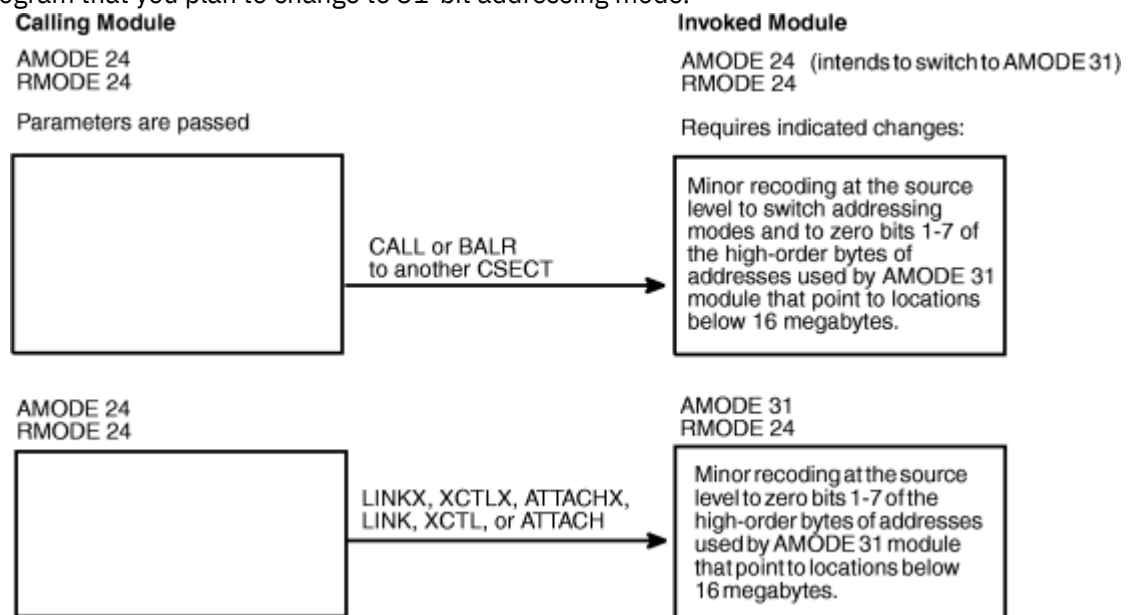 ogram that you plan to change to 31-bit addressing mode.
Calling Module
Invoked Module
AMODE 24
RMODE 24
AMODE 24 (intends to switch to AMODE 31)
RMODE 24
Parameters are passed
Requires indicated changes:
CALL or BALR
to another CSECT
Minor recoding at the source
level to switch addressing
modes and to zero bits 1-7 of
the high-order bytes of
addresses used by AMODE 31
module that point to locations
below 16 megabytes.
AMODE 24
RMODE 24
AMODE 31
RMODE 24
LINKX, XCTLX, ATTACHX,
LINK, XCTL, or ATTACH
Minor recoding at the source
level to zero bits 1-7 of the
high-order bytes of addresses
used by AMODE 31 module
that point to locations below
16 megabytes.